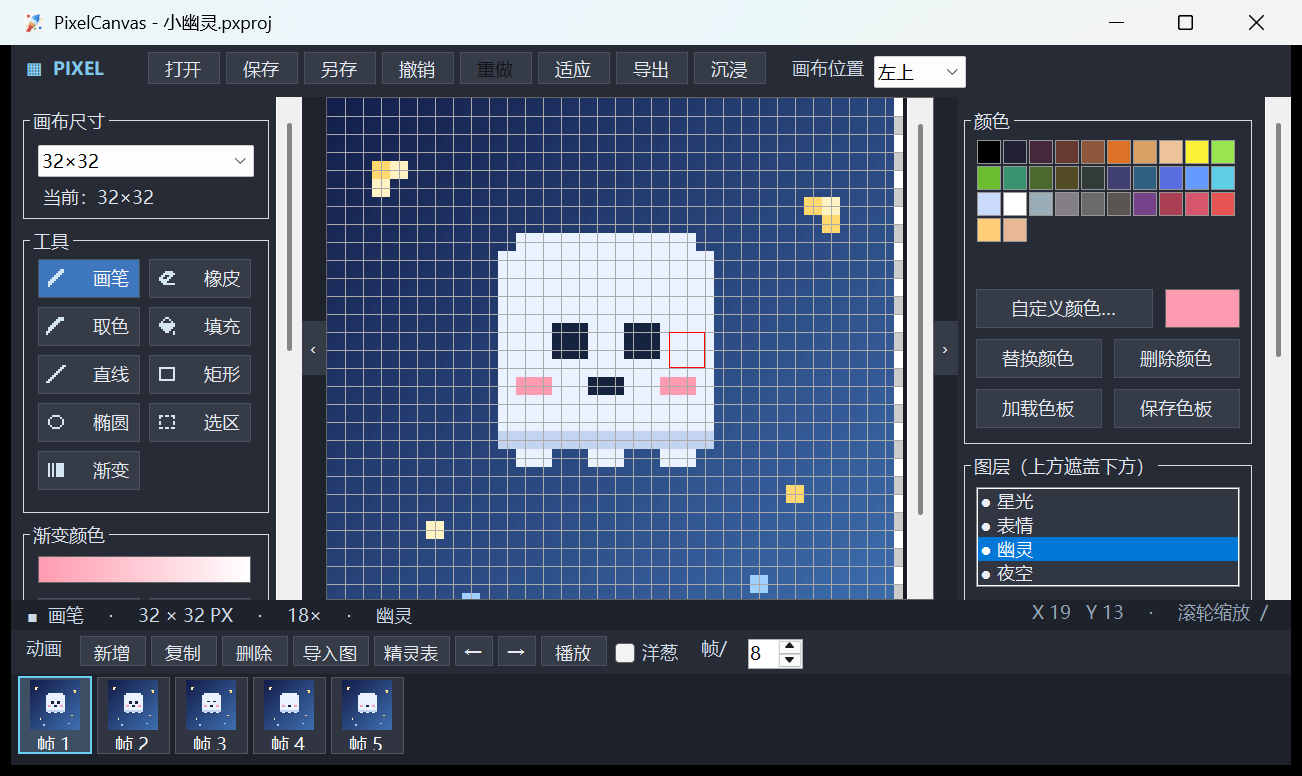 PixelCanvas - 小幽灵.pxproj
PIXEL 打开 保存 另存 撤销 重做 适应 导出 沉浸 画布位置 左上
画布尺寸
32×32
当前：32×32
工具
画笔 橡皮
取色 填充
直线 矩形
椭圆 选区
渐变
渐变颜色
颜色
自定义颜色...
替换颜色 删除颜色
加载色板 保存色板
图层（上方遮盖下方）
● 星光
● 表情
● 幽灵
● 夜空
■ 画笔 · 32 × 32 PX · 18× · 幽灵 X 19 Y 13 · 滚轮缩放 /
动画 新增 复制 删除 导入图 精灵表 ← → 播放 洋葱 帧/ 8
帧 1 帧 2 帧 3 帧 4 帧 5